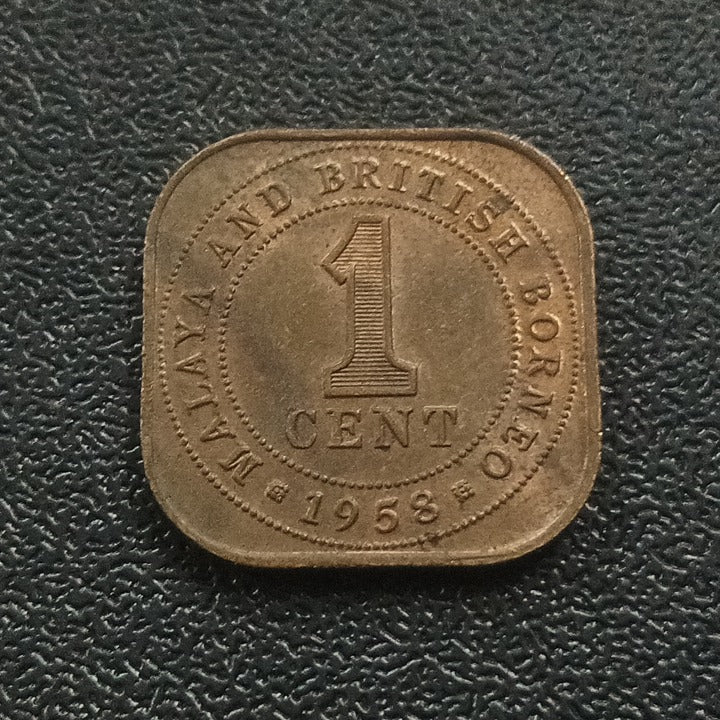 MALAYA AND BRITISH BORNEO
1
CENT
1958